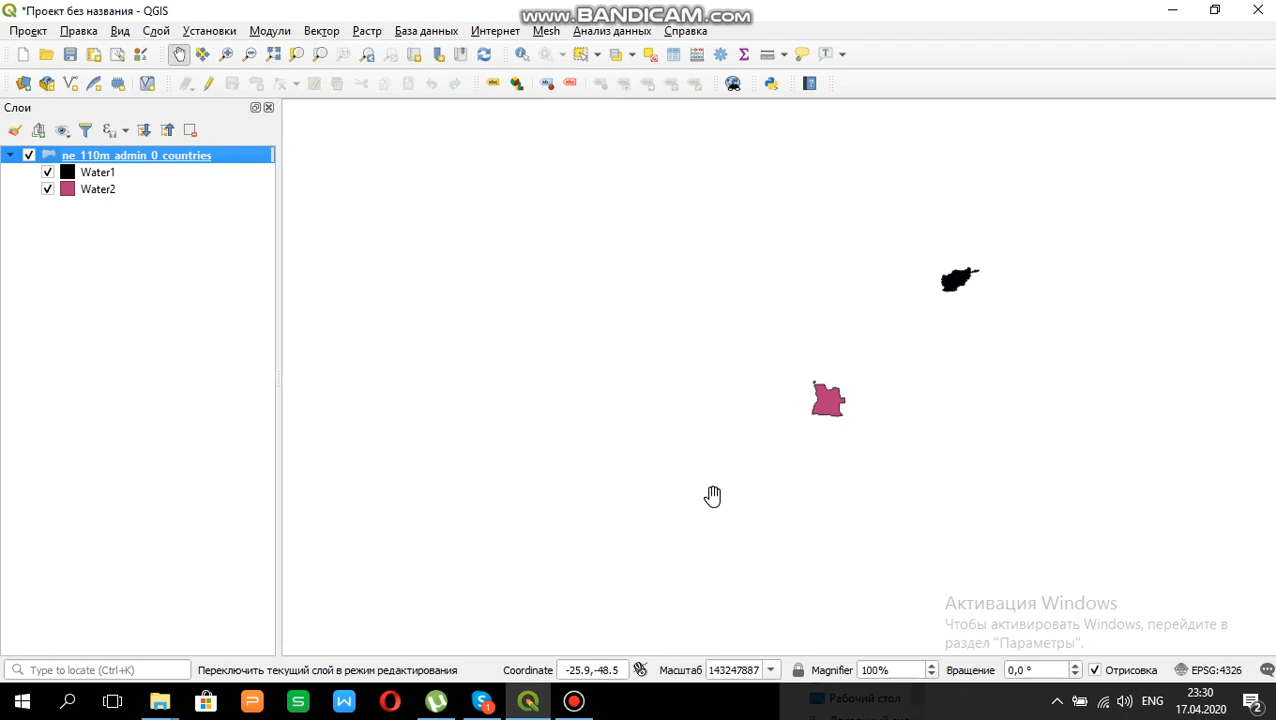 *Проект без названия - QGIS
www.BANDICAM.com
Проект Правка Вид Слой Установки Модули Вектор Растр База данных Интернет Mesh Анализ данных Справка
Слои
ne_110m_admin_0_countries
Water1
Water2
Активация Windows
Чтобы активировать Windows, перейдите в
раздел "Параметры".
Type to locate (Ctrl+K) Переключить текущий слой в режим редактирования Coordinate -25.9,-48.5 Масштаб 143247887 Magnifier 100% Вращение 0,0 ° Отрисовка EPSG:4326
Рабочий стол
ENG 23:30
17.04.2020